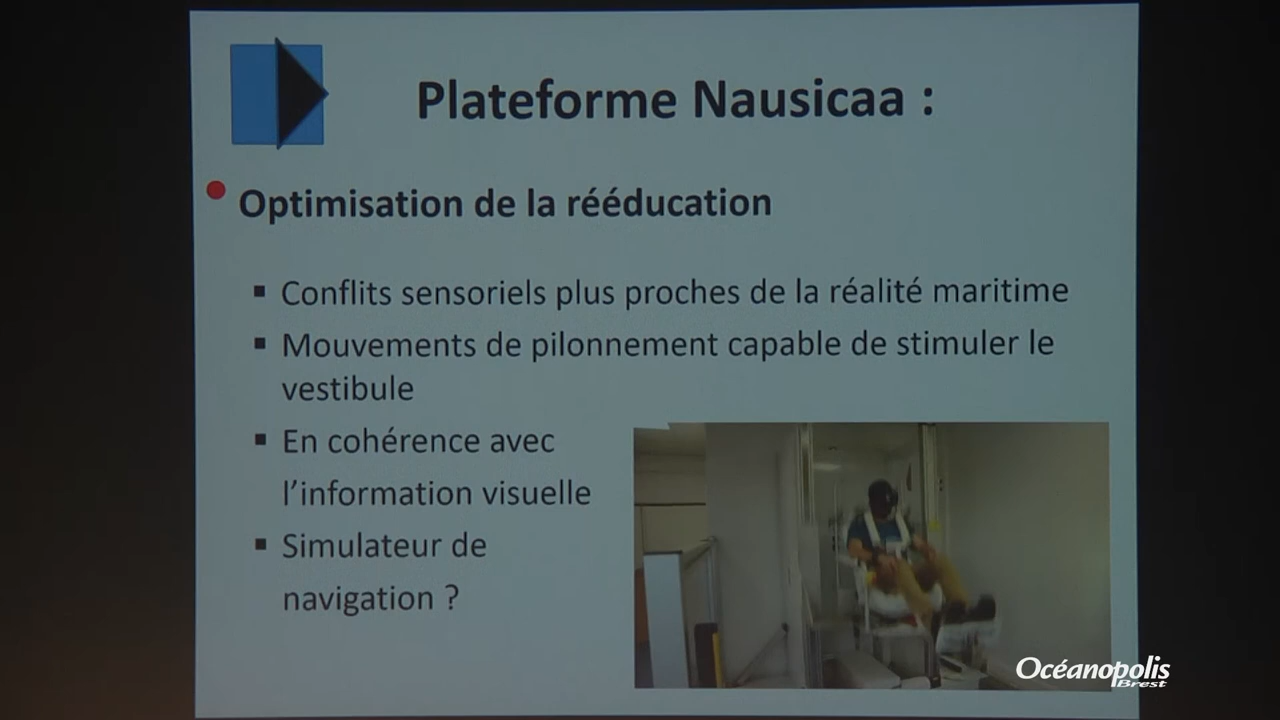 Plateforme Nausicaa :
Optimisation de la rééducation
▪ Conflits sensoriels plus proches de la réalité maritime
▪ Mouvements de pilonnement capable de stimuler le
vestibule
▪ En cohérence avec
l'information visuelle
▪ Simulateur de
navigation ?
Océanopolis
Brest